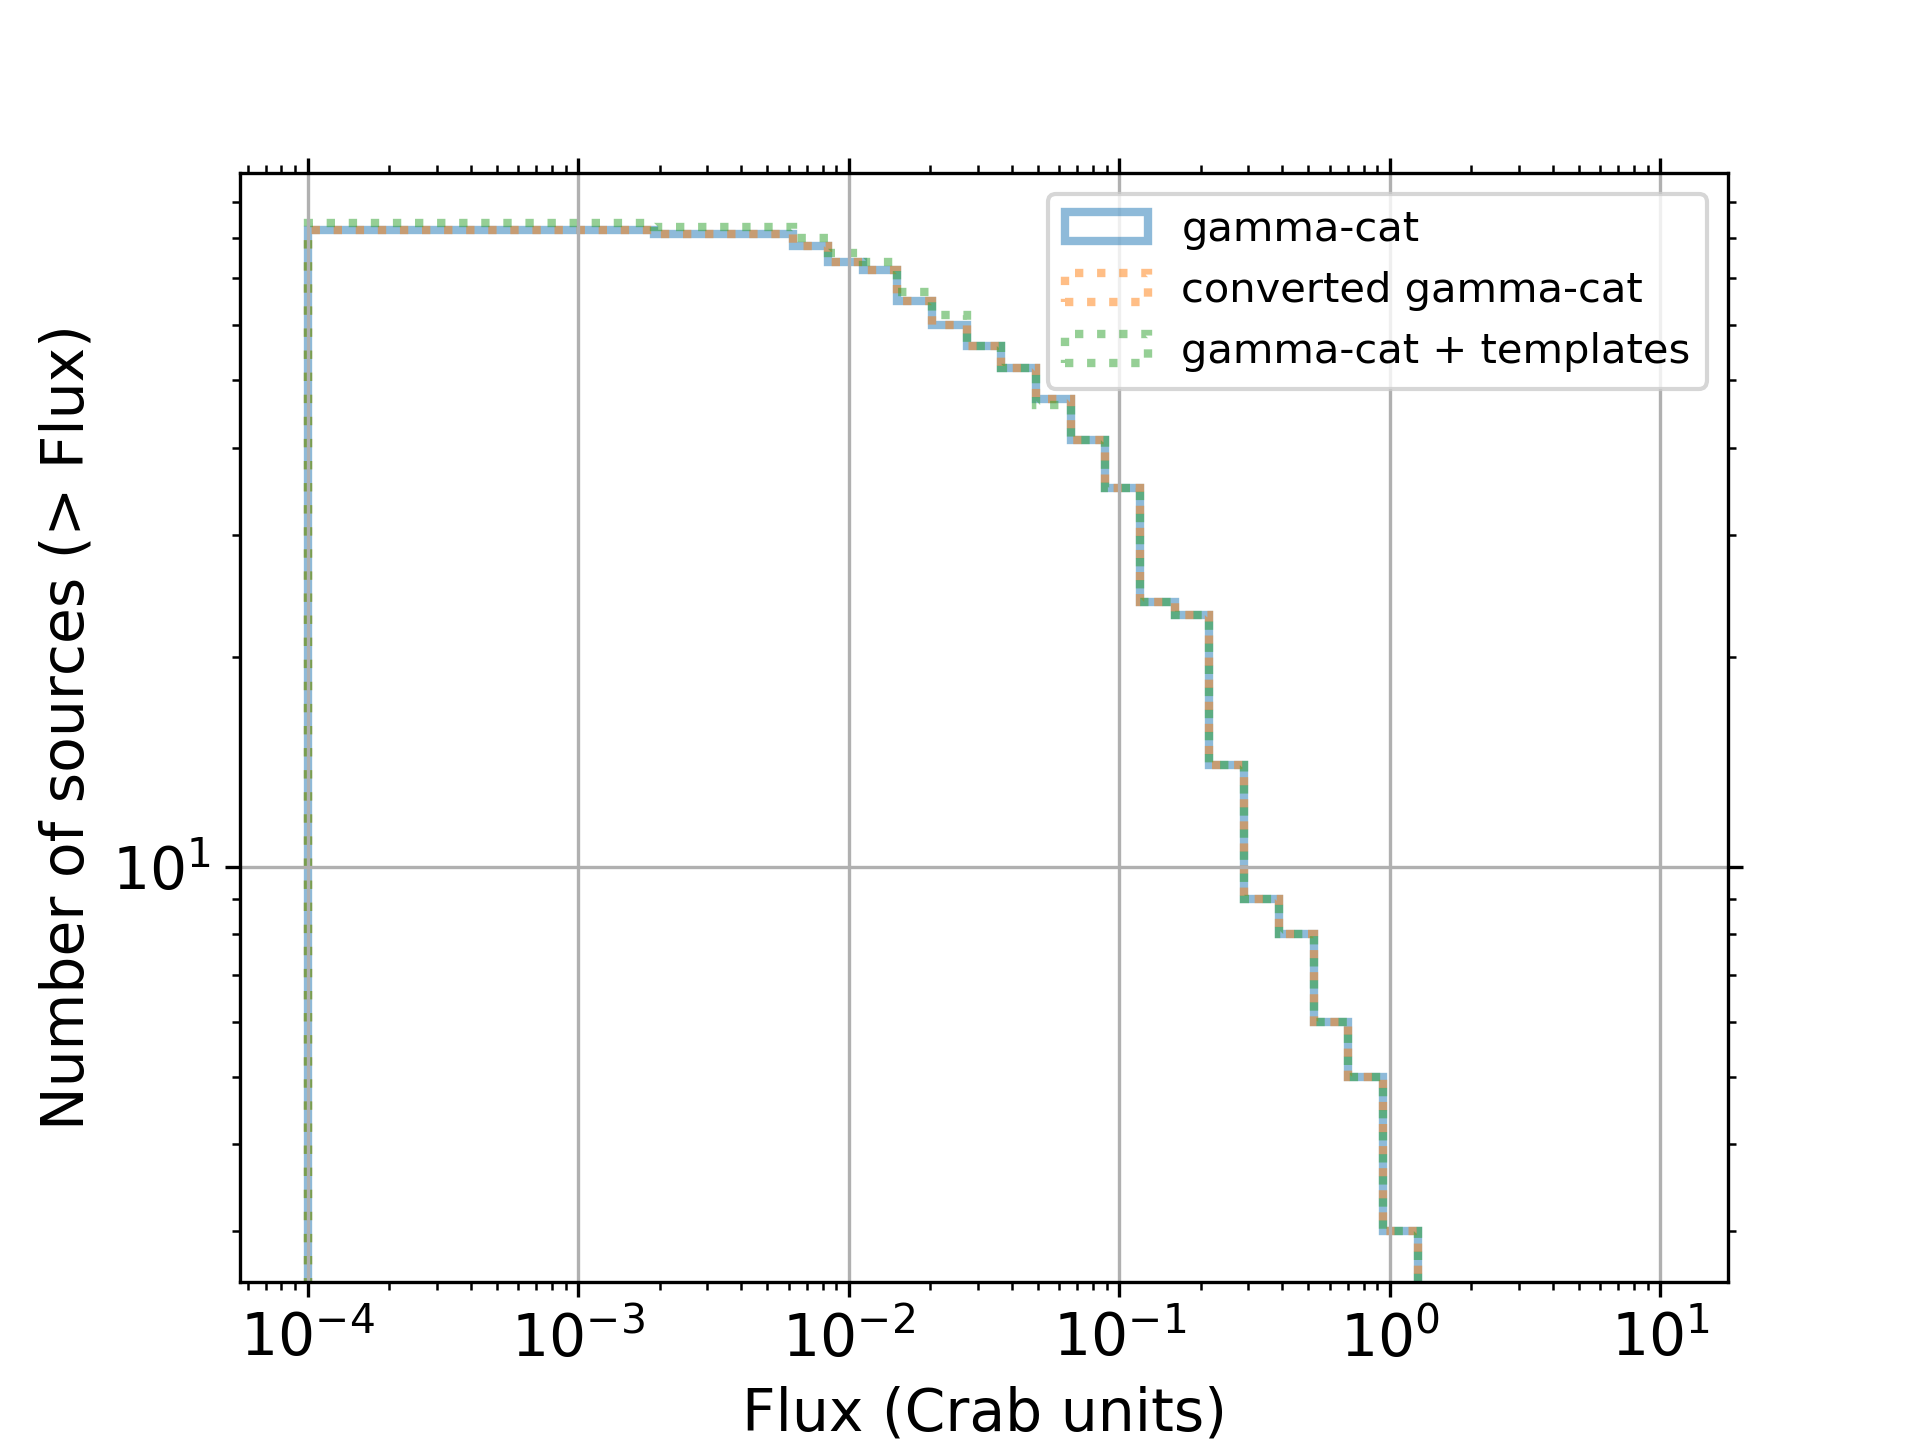 gamma-cat
converted gamma-cat
gamma-cat + templates
Number of sources (> Flux)
10¹
10⁻⁴ 10⁻³ 10⁻² 10⁻¹ 10⁰ 10¹
Flux (Crab units)